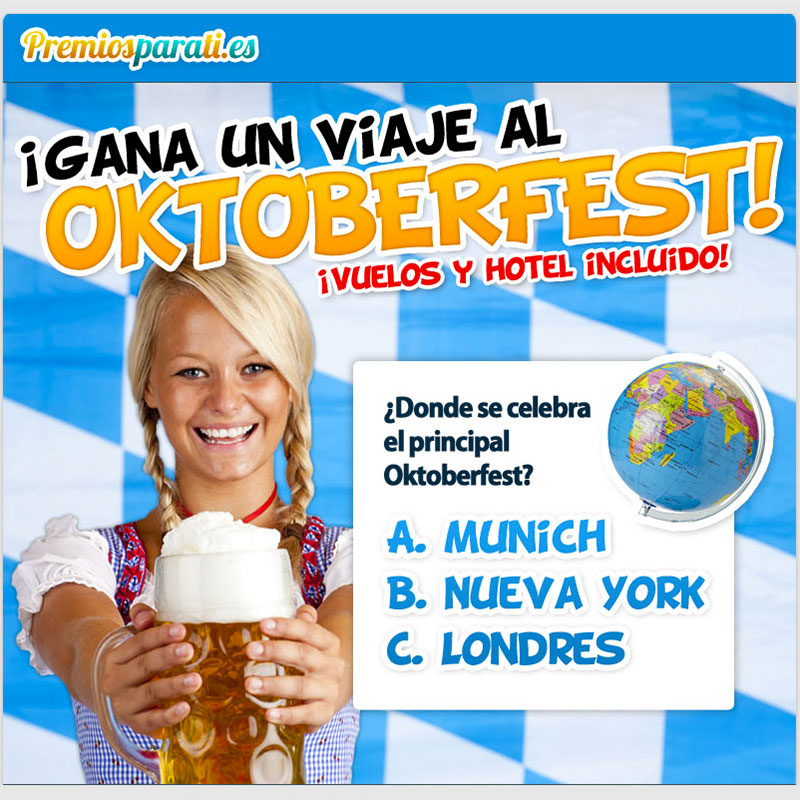 Premiosparati.es
¡GANA UN VIAJE AL
OKTOBERFEST!
¡VUELOS Y HOTEL INCLUIDO!
¿Donde se celebra
el principal
Oktoberfest?
A. MUNICH
B. NUEVA YORK
C. LONDRES